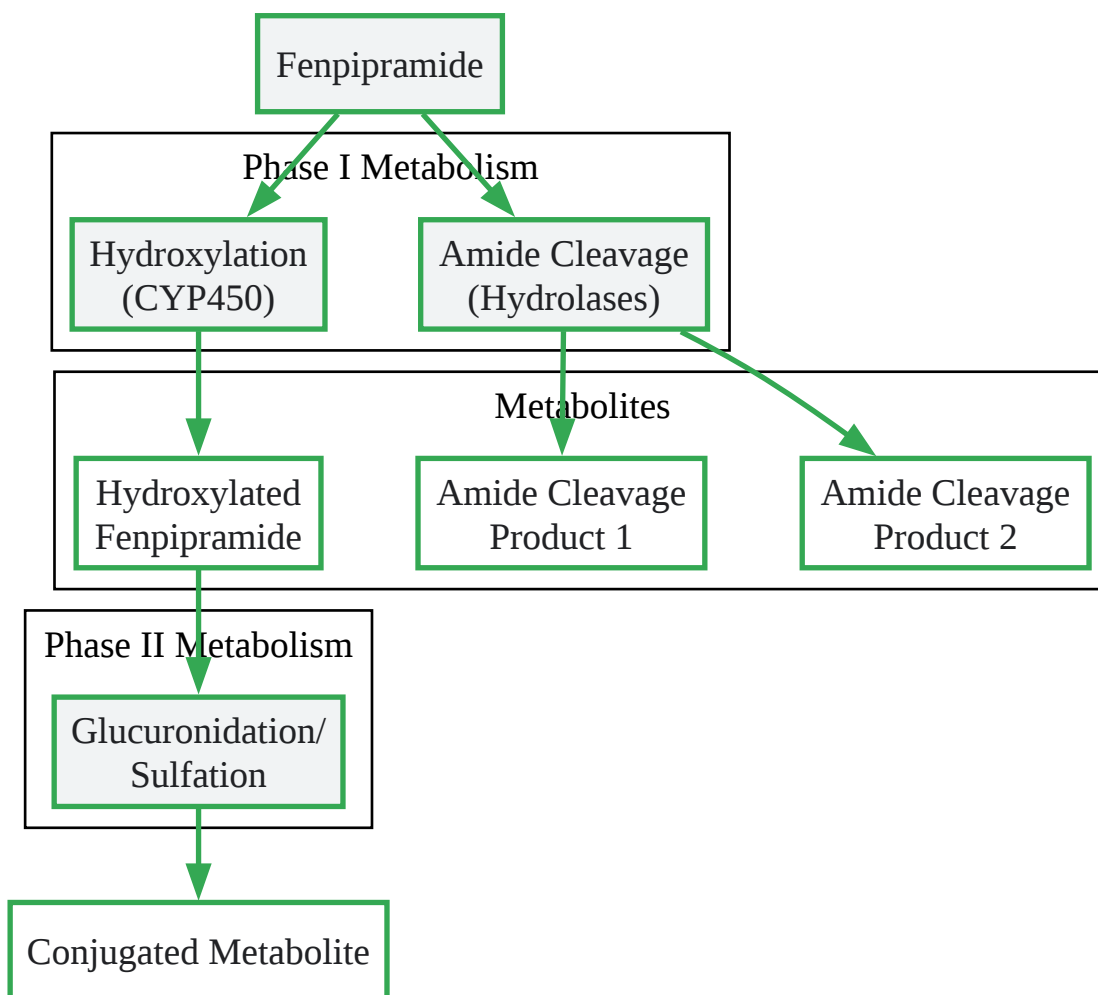 Fenpipramide
Phase I Metabolism
Hydroxylation
(CYP450)
Amide Cleavage
(Hydrolases)
Metabolites
Hydroxylated
Fenpipramide
Amide Cleavage
Product 1
Amide Cleavage
Product 2
Phase II Metabolism
Glucuronidation/
Sulfation
Conjugated Metabolite